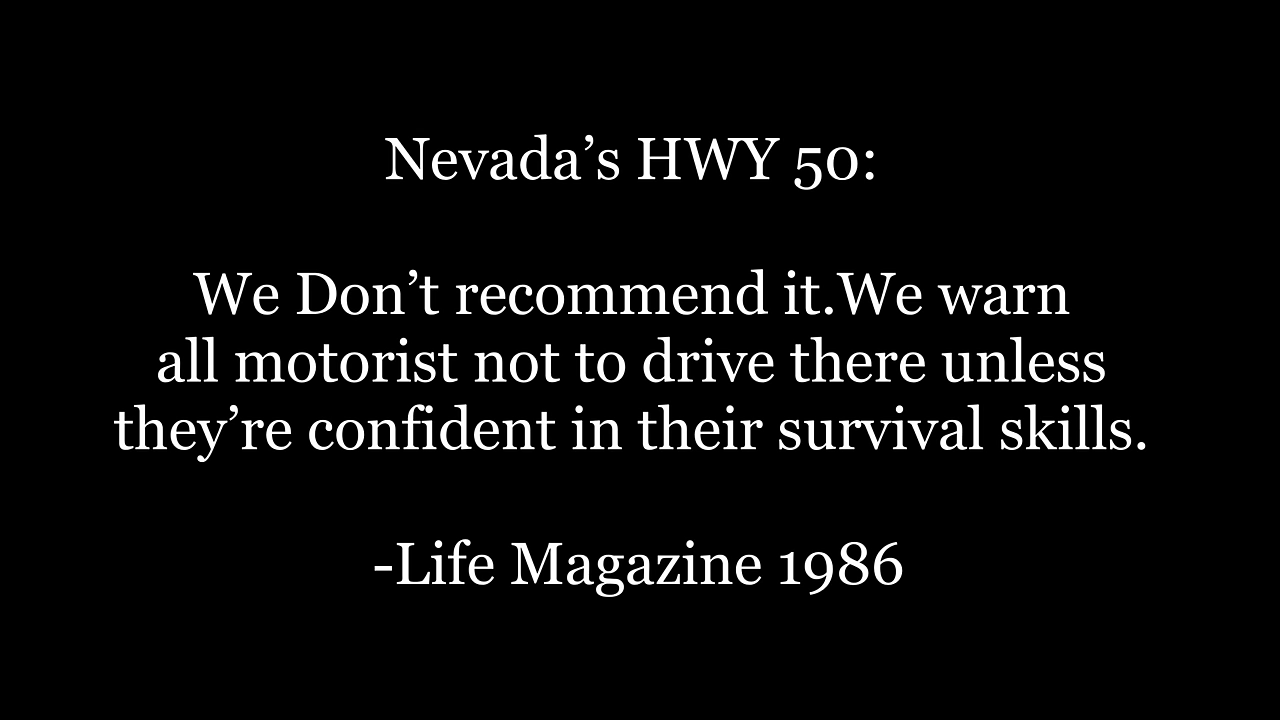 Nevada’s HWY 50:
We Don’t recommend it.We warn
all motorist not to drive there unless
they’re confident in their survival skills.
-Life Magazine 1986